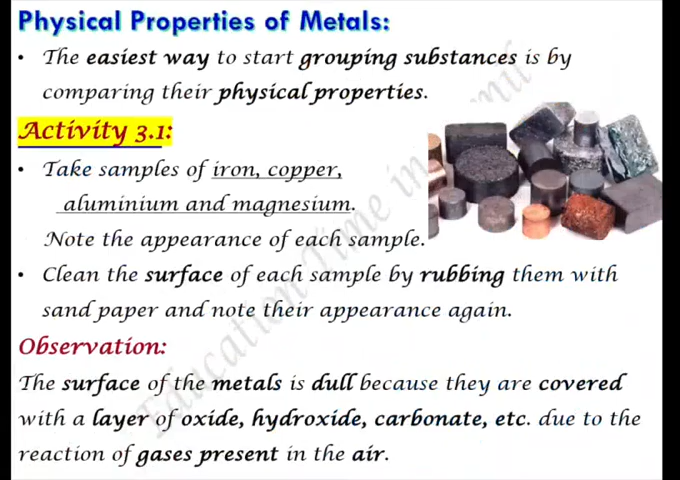 Physical Properties of Metals:
• The easiest way to start grouping substances is by
comparing their physical properties.
Activity 3.1:
• Take samples of iron, copper,
aluminium and magnesium.
Note the appearance of each sample.
• Clean the surface of each sample by rubbing them with
sand paper and note their appearance again.
Observation:
The surface of the metals is dull because they are covered
with a layer of oxide, hydroxide, carbonate, etc. due to the
reaction of gases present in the air.
Education Time in